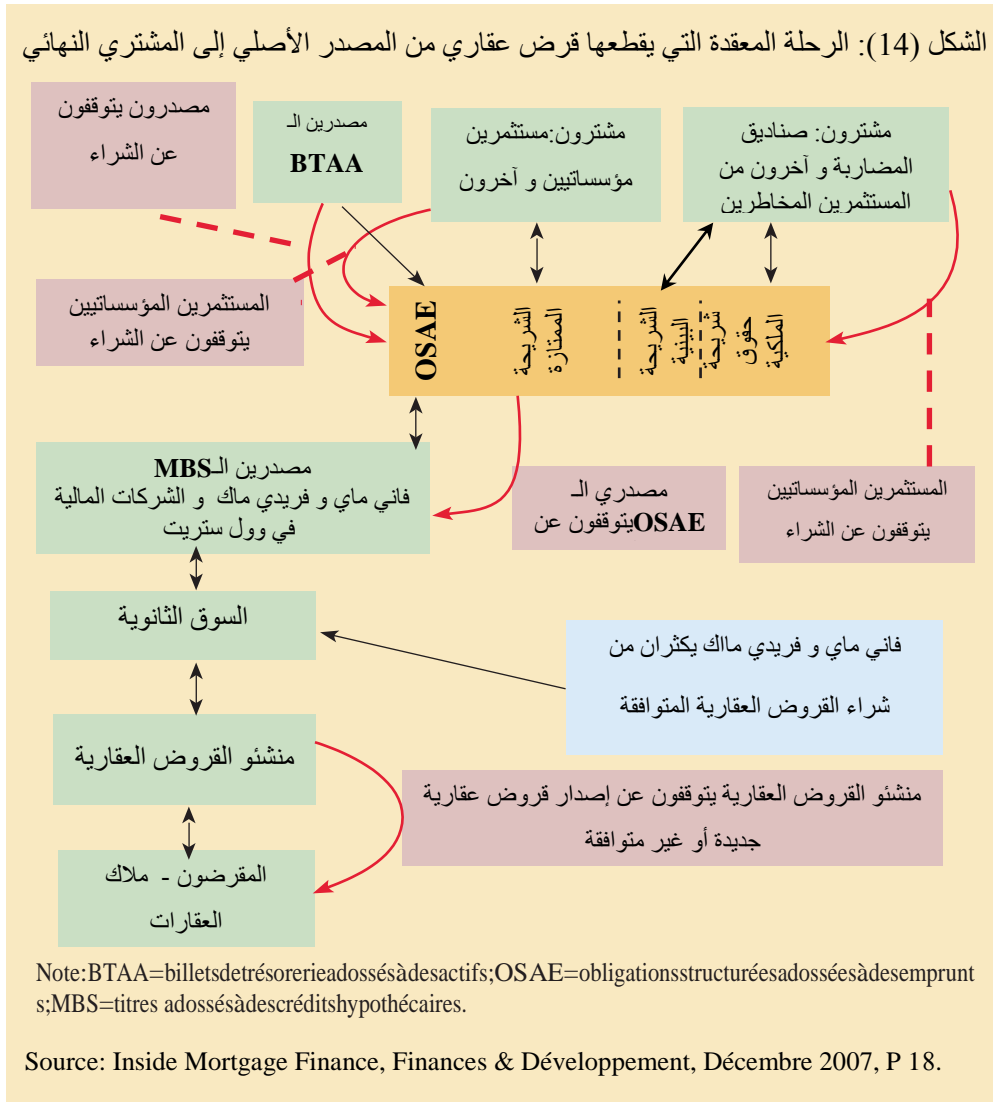 الشكل (14): الرحلة المعقدة التي يقطعها قرض عقاري من المصدر الأصلي إلى المشتري النهائي
مشترون: صناديق
المضاربة و آخرون من
المستثمرين المخاطرين
مشترون:مستثمرين
مؤسساتيين و آخرون
مصدرين الـ
BTAA
مصدرون يتوقفون
عن الشراء
المستثمرين المؤسساتيين
يتوقفون عن الشراء
OSAE
الشريحة
الممتازة
الشريحة
البينية
شريحة
حقوق
الملكية
مصدرين الـMBS
فاني ماي و فريدي ماك و الشركات المالية
في وول ستريت
مصدري الـ
OSAEيتوقفون عن
المستثمرين المؤسساتيين
يتوقفون عن الشراء
السوق الثانوية
فاني ماي و فريدي مااك يكثران من
شراء القروض العقارية المتوافقة
منشئو القروض العقارية
منشئو القروض العقارية يتوقفون عن إصدار قروض عقارية
جديدة أو غير متوافقة
المقرضون - ملاك
العقارات
Note:BTAA=billetsdetrésorerieadossésàdesactifs;OSAE=obligationsstructuréesadosséesàdesemprunt
s;MBS=titres adossésàdescréditshypothécaires.
Source: Inside Mortgage Finance, Finances & Développement, Décembre 2007, P 18.